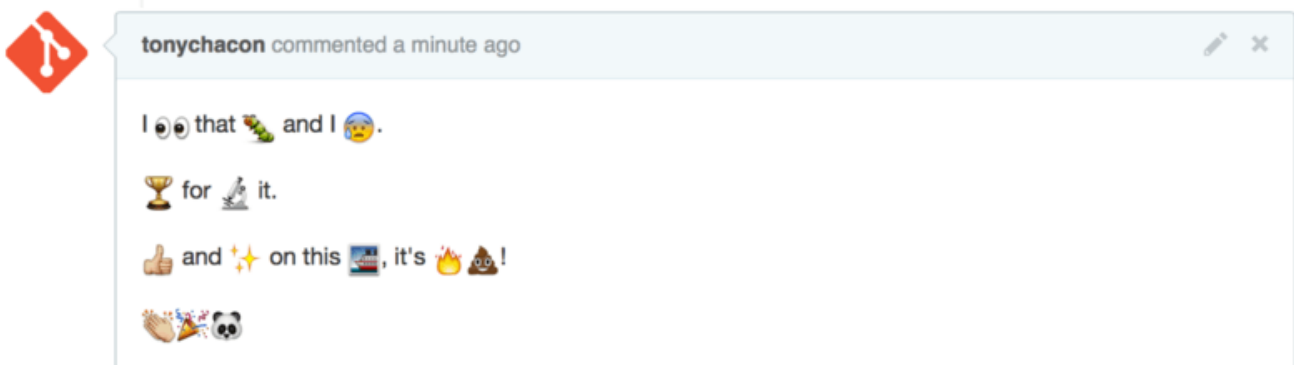 tonychacon commented a minute ago
I 👀 that 🐛 and I 😰.
🏆 for 🔬 it.
👍 and ✨ on this 🚢, it's 🔥💩!
👏🎉🐼